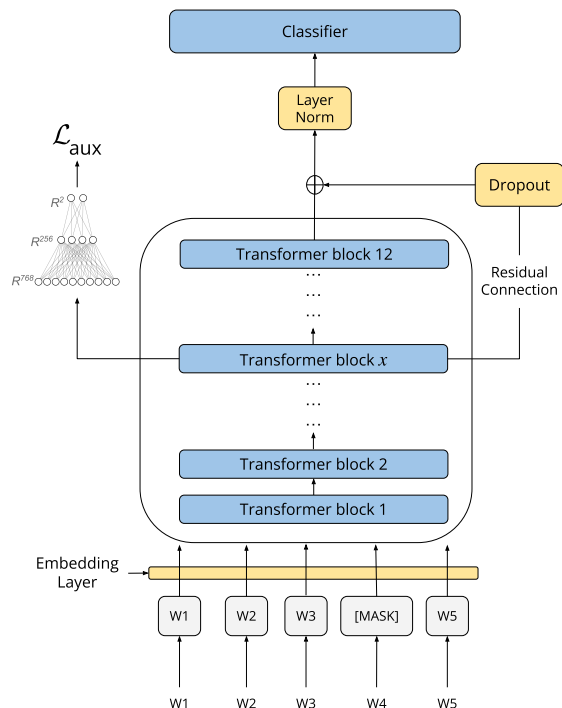 Classifier
Layer
Norm
ℒaux
Dropout
R²
R²⁵⁶
R⁷⁶⁸
Transformer block 12
...
...
...
Residual
Connection
Transformer block x
...
...
...
Transformer block 2
Transformer block 1
Embedding
Layer
W1 W2 W3 [MASK] W5
W1 W2 W3 W4 W5